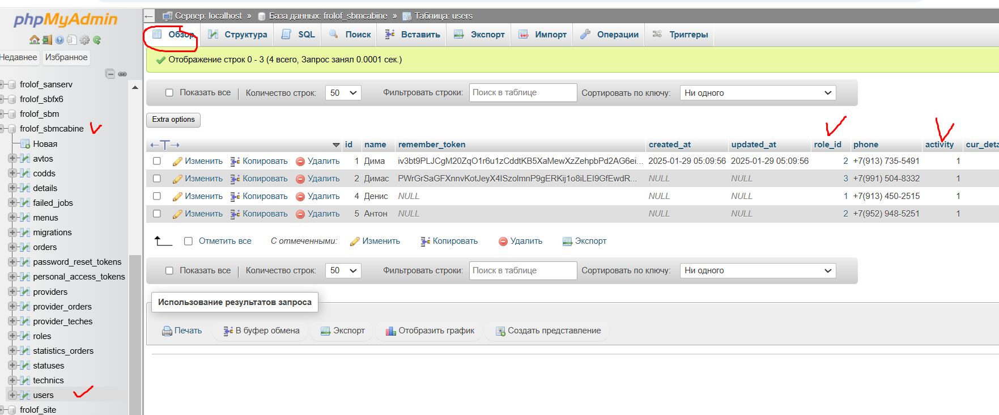 phpMyAdmin
Недавнее Избранное
frolof_sanserv
frolof_sbfx6
frolof_sbm
frolof_sbmcabine
Новая
avtos
codds
details
failed_jobs
menus
migrations
orders
password_reset_tokens
personal_access_tokens
providers
provider_orders
provider_teches
roles
statistics_orders
statuses
technics
users
frolof_site
← Сервер: localhost » База данных: frolof_sbmcabine » Таблица: users
Обзор Структура SQL Поиск Вставить Экспорт Импорт Операции Триггеры
Отображение строк 0 - 3 (4 всего, Запрос занял 0.0001 сек.)
Показать все | Количество строк: 50 Фильтровать строки: Поиск в таблице Сортировать по ключу: Ни одного
Extra options
←T→ id name remember_token created_at updated_at role_id phone activity cur_deta
Изменить Копировать Удалить 1 Дима iv3bt9PLJCgM20ZqO1r6u1zCddtKB5XaMewXzZehpbPd2AG6ei... 2025-01-29 05:09:56 2025-01-29 05:09:56 2 +7(913) 735-5491 1
Изменить Копировать Удалить 2 Димас PWrGrSaGFXnnvKotJeyX4ISzolmnP9gERKij1o8iLEI9GfEwdR... NULL NULL 3 +7(991) 504-8332 1
Изменить Копировать Удалить 4 Денис NULL NULL NULL 1 +7(913) 450-2515 1
Изменить Копировать Удалить 5 Антон NULL NULL NULL 2 +7(952) 948-5251 1
Отметить все С отмеченными: Изменить Копировать Удалить Экспорт
Показать все | Количество строк: 50 Фильтровать строки: Поиск в таблице Сортировать по ключу: Ни одного
Использование результатов запроса
Печать В буфер обмена Экспорт Отобразить график Создать представление